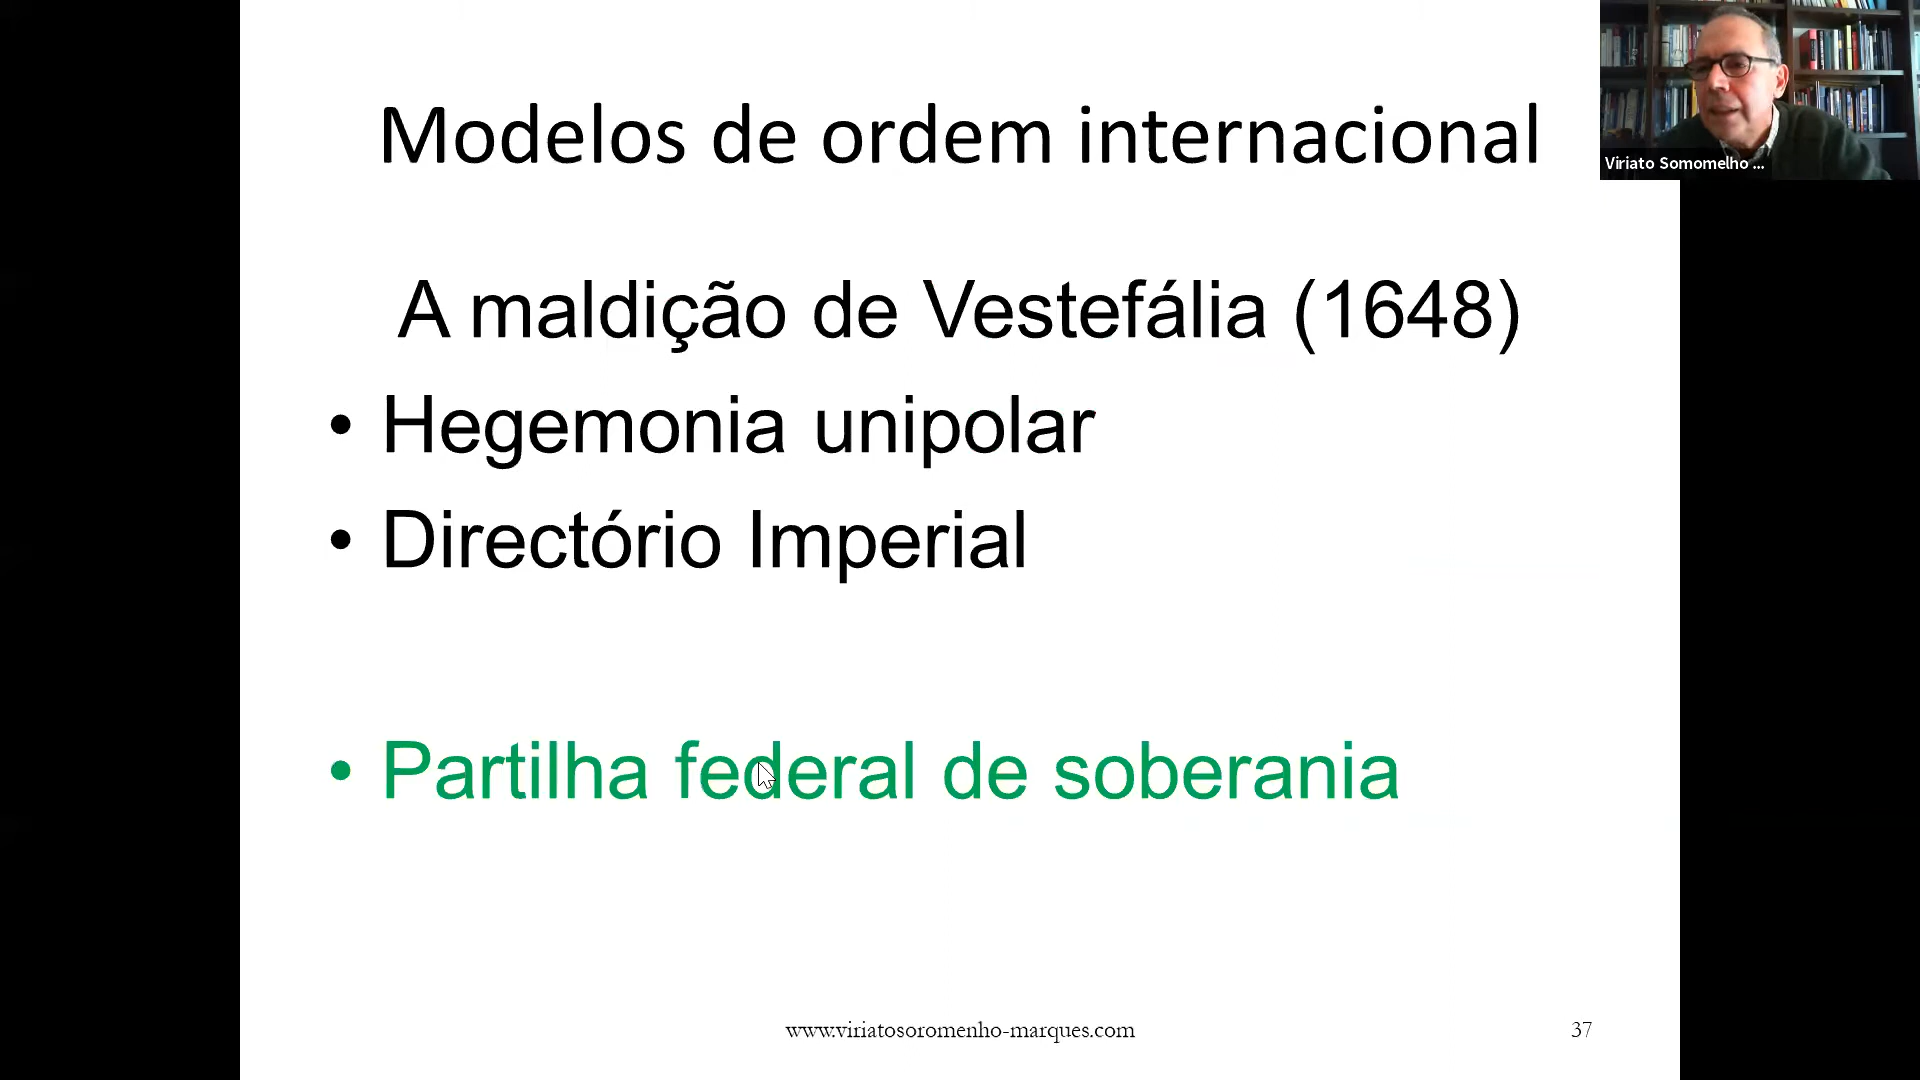 Modelos de ordem internacional
Viriato Somomelho ...
A maldição de Vestefália (1648)
• Hegemonia unipolar
• Directório Imperial
• Partilha federal de soberania
www.viriatosoromenho-marques.com
37